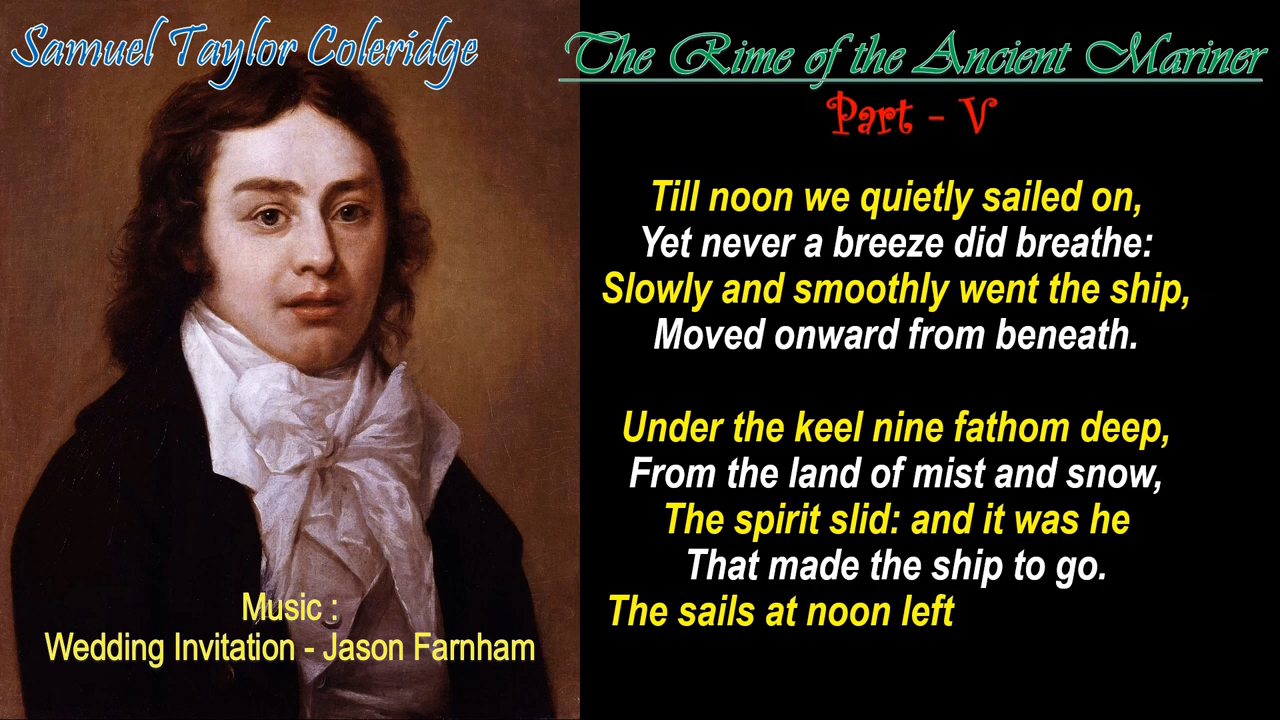 Samuel Taylor Coleridge
The Rime of the Ancient Mariner
Part - V
Till noon we quietly sailed on,
Yet never a breeze did breathe:
Slowly and smoothly went the ship,
Moved onward from beneath.
Under the keel nine fathom deep,
From the land of mist and snow,
The spirit slid: and it was he
That made the ship to go.
The sails at noon left
Music :
Wedding Invitation - Jason Farnham